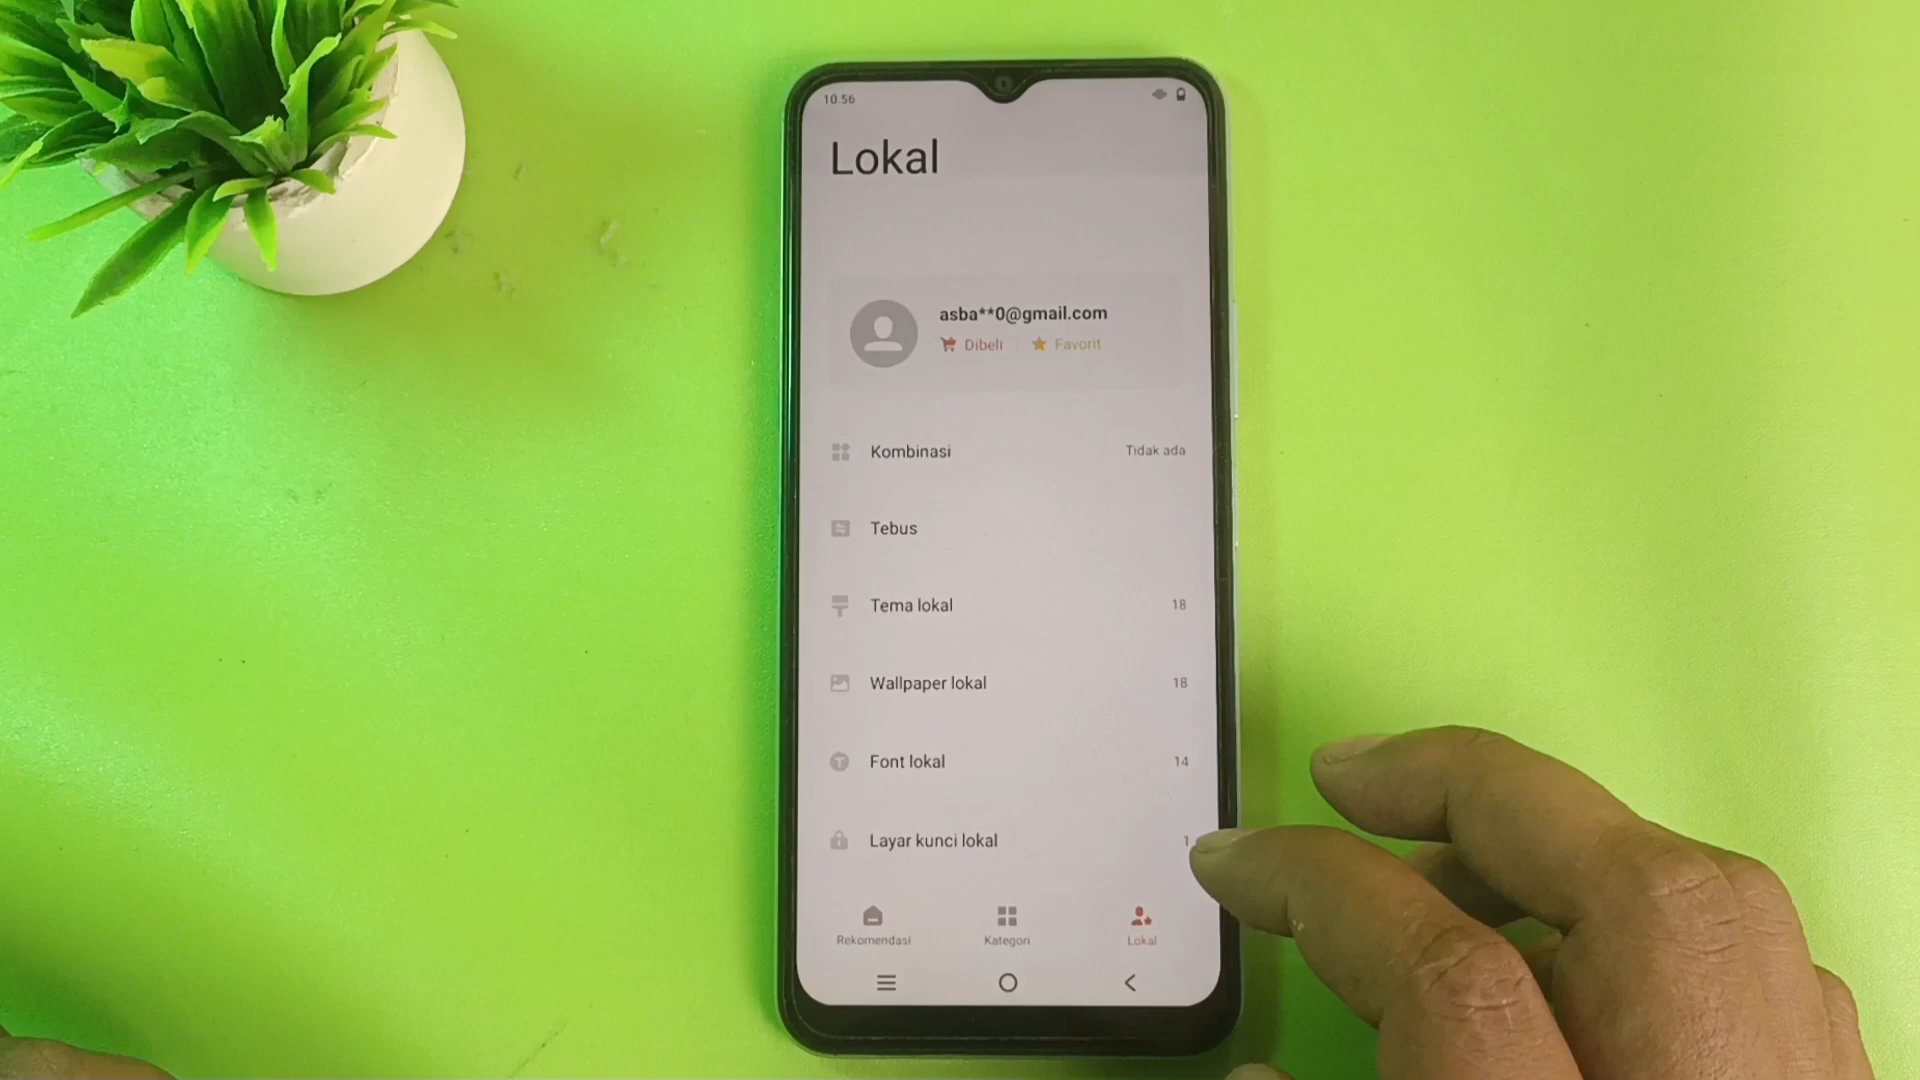 10.56
Lokal
asba**0@gmail.com
Dibeli
Favorit
Kombinasi
Tidak ada
Tebus
Tema lokal
18
Wallpaper lokal
18
Font lokal
14
Layar kunci lokal
1
Rekomendasi
Kategori
Lokal